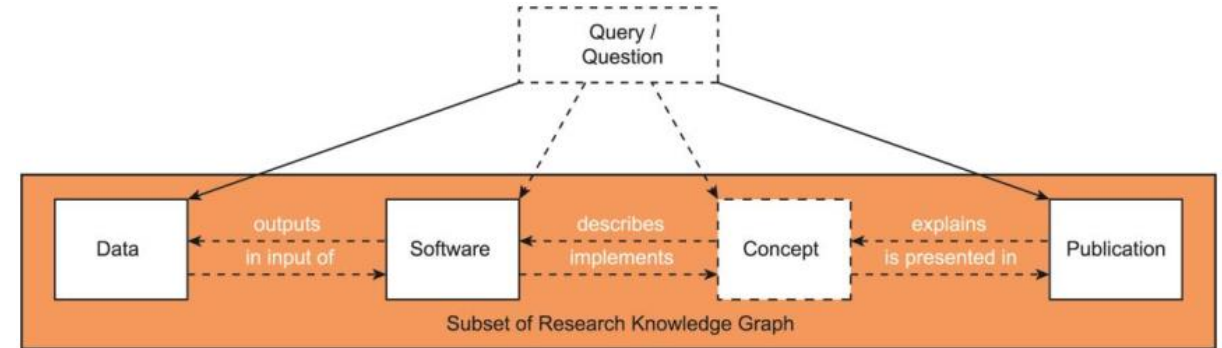 Query /
Question
outputs
describes
explains
Data
Software
Concept
Publication
in input of
implements
is presented in
Subset of Research Knowledge Graph